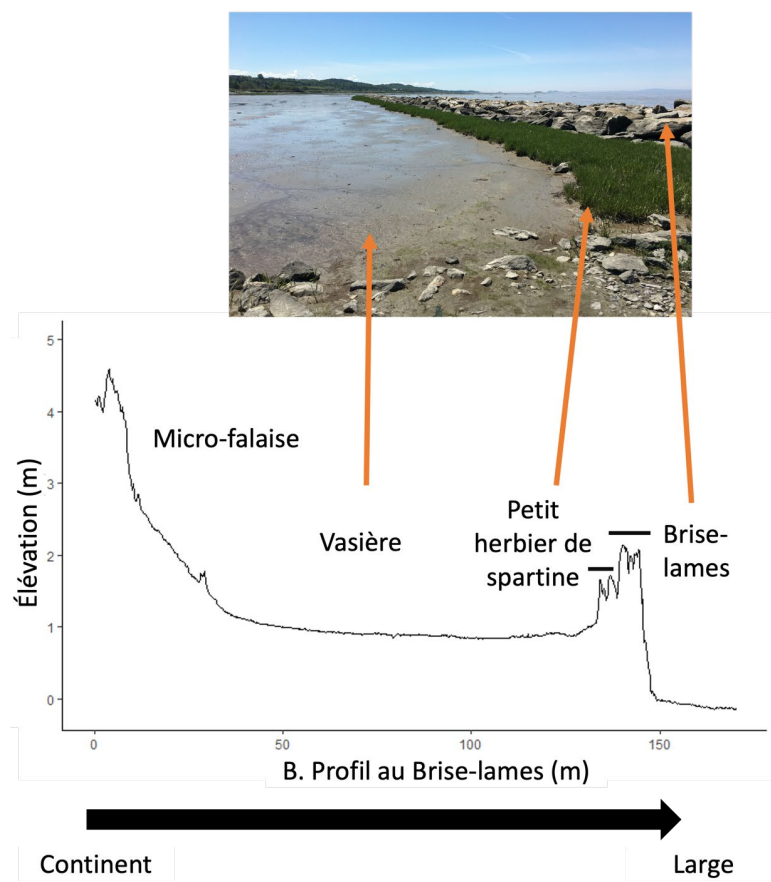 5
4
3
2
1
0
Élévation (m)
Micro-falaise
Vasière
Petit
herbier de
spartine
Brise-
lames
0
50
100
150
B. Profil au Brise-lames (m)
Continent
Large